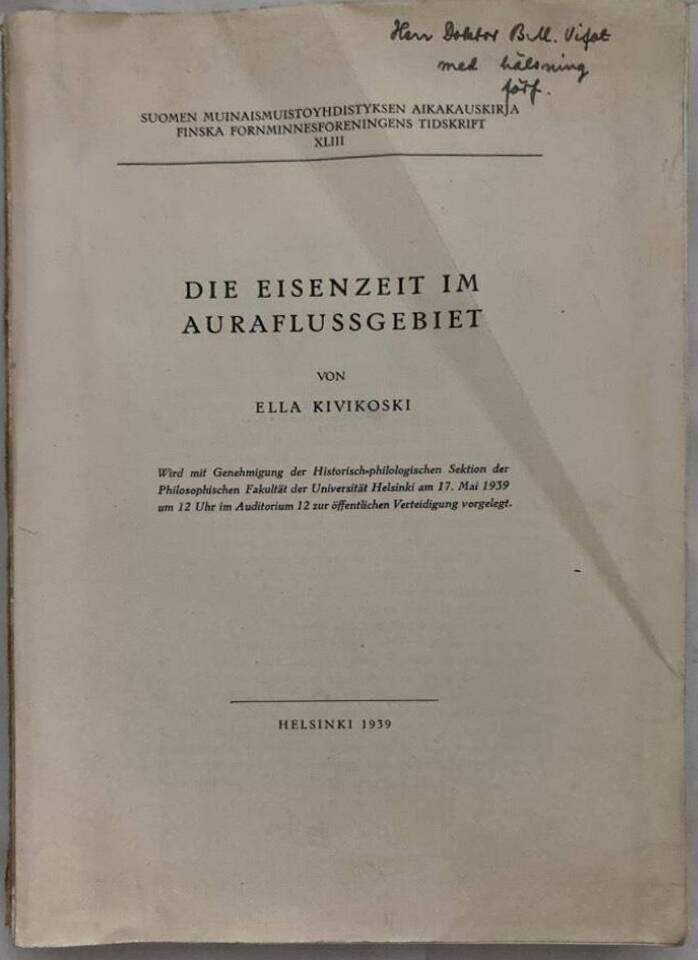 Herr Doktor B.M. Vifot
med hälsning
förf.
SUOMEN MUINAISMUISTOYHDISTYKSEN AIKAKAUSKIRJA
FINSKA FORNMINNESFÖRENINGENS TIDSKRIFT
XLIII
DIE EISENZEIT IM
AURAFLUSSGEBIET
VON
ELLA KIVIKOSKI
Wird mit Genehmigung der Historisch-philologischen Sektion der
Philosophischen Fakultät der Universität Helsinki am 17. Mai 1939
um 12 Uhr im Auditorium 12 zur öffentlichen Verteidigung vorgelegt.
HELSINKI 1939